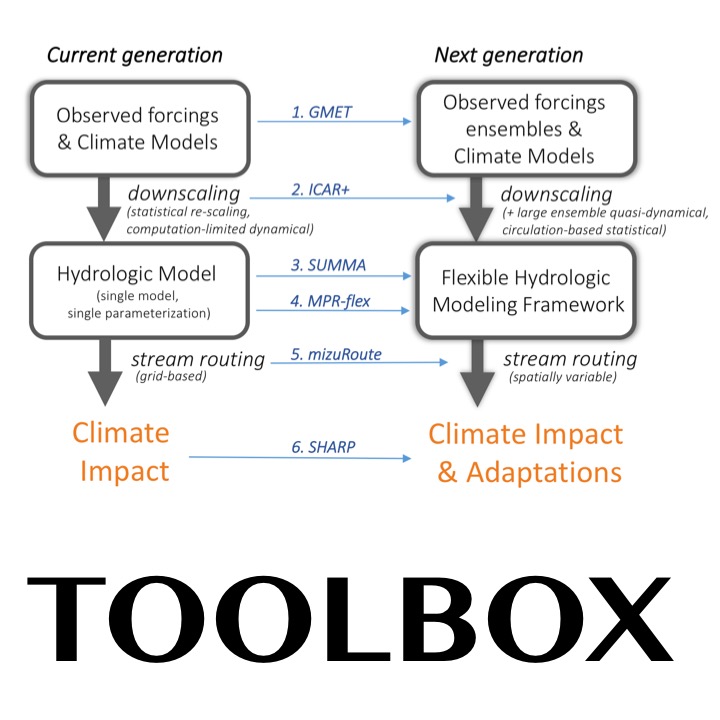 Current generation
Next generation
Observed forcings
& Climate Models
1. GMET
Observed forcings
ensembles &
Climate Models
downscaling
(statistical re-scaling,
computation-limited dynamical)
2. ICAR+
downscaling
(+ large ensemble quasi-dynamical,
circulation-based statistical)
Hydrologic Model
(single model,
single parameterization)
3. SUMMA
4. MPR-flex
Flexible Hydrologic
Modeling Framework
stream routing
(grid-based)
5. mizuRoute
stream routing
(spatially variable)
Climate
Impact
6. SHARP
Climate Impact
& Adaptations
TOOLBOX